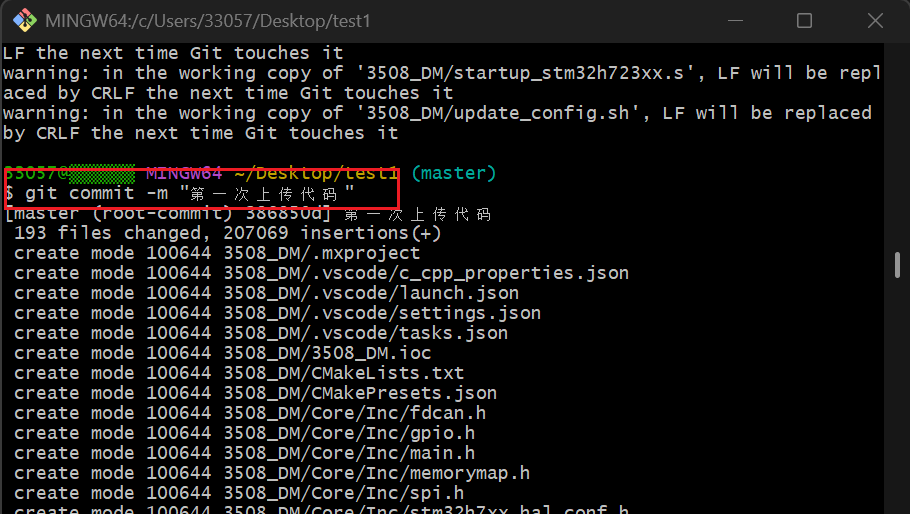 MINGW64:/c/Users/33057/Desktop/test1
LF the next time Git touches it
warning: in the working copy of '3508_DM/startup_stm32h723xx.s', LF will be repl
aced by CRLF the next time Git touches it
warning: in the working copy of '3508_DM/update_config.sh', LF will be replaced
by CRLF the next time Git touches it
33057@ MINGW64 ~/Desktop/test1 (master)
$ git commit -m "第一次上传代码"
[master (root-commit) 386850d] 第一次上传代码
193 files changed, 207069 insertions(+)
create mode 100644 3508_DM/.mxproject
create mode 100644 3508_DM/.vscode/c_cpp_properties.json
create mode 100644 3508_DM/.vscode/launch.json
create mode 100644 3508_DM/.vscode/settings.json
create mode 100644 3508_DM/.vscode/tasks.json
create mode 100644 3508_DM/3508_DM.ioc
create mode 100644 3508_DM/CMakeLists.txt
create mode 100644 3508_DM/CMakePresets.json
create mode 100644 3508_DM/Core/Inc/fdcan.h
create mode 100644 3508_DM/Core/Inc/gpio.h
create mode 100644 3508_DM/Core/Inc/main.h
create mode 100644 3508_DM/Core/Inc/memorymap.h
create mode 100644 3508_DM/Core/Inc/spi.h
create mode 100644 3508_DM/Core/Inc/stm32h7xx_hal_conf.h